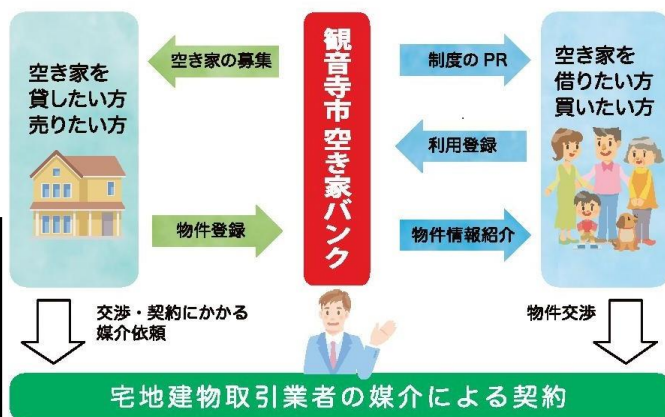 空き家を
貸したい方
売りたい方
空き家の募集
物件登録
観音寺市 空き家バンク
制度の PR
利用登録
物件情報紹介
空き家を
借りたい方
買いたい方
交渉・契約にかかる
媒介依頼
物件交渉
宅地建物取引業者の媒介による契約